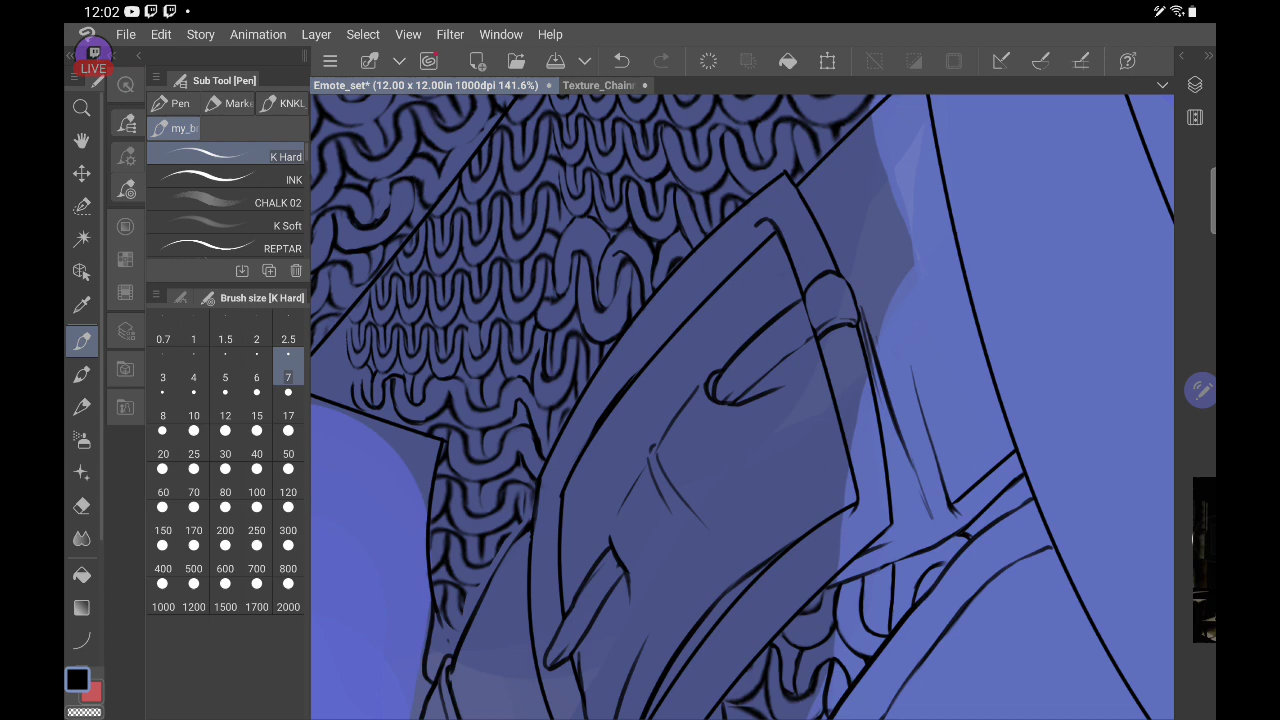 12:02
File Edit Story Animation Layer Select View Filter Window Help
LIVE
Sub Tool [Pen]
Emote_set* (12.00 x 12.00in 1000dpi 141.6%)
Pen KNKL
K Hard
INK
CHALK 02
K Soft
REPTAR
Brush size [K Hard]
0.7 1 1.5 2 2.5
3 4 5 6 7
8 10 12 15 17
20 25 30 40 50
60 70 80 100 120
150 170 200 250 300
400 500 600 700 800
1000 1200 1500 1700 2000